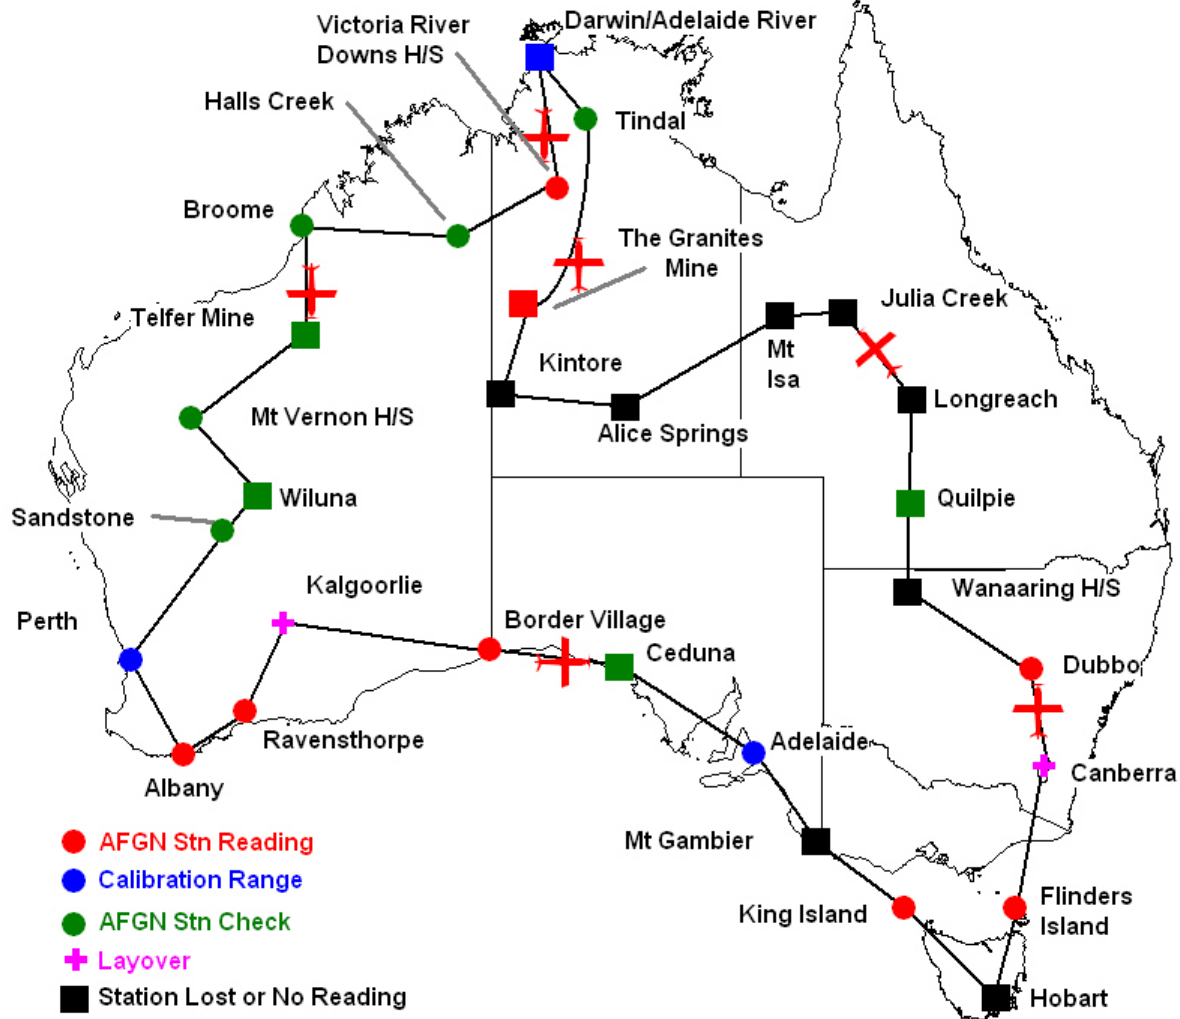 Victoria River
Downs H/S
Darwin/Adelaide River
Halls Creek
Tindal
Broome
The Granites
Mine
Telfer Mine
Julia Creek
Mt
Isa
Kintore
Longreach
Mt Vernon H/S
Alice Springs
Wiluna
Quilpie
Sandstone
Kalgoorlie
Wanaaring H/S
Perth
Border Village
Ceduna
Dubbo
Ravensthorpe
Adelaide
Canberra
Albany
Mt Gambier
King Island
Flinders
Island
Hobart
AFGN Stn Reading
Calibration Range
AFGN Stn Check
Layover
Station Lost or No Reading